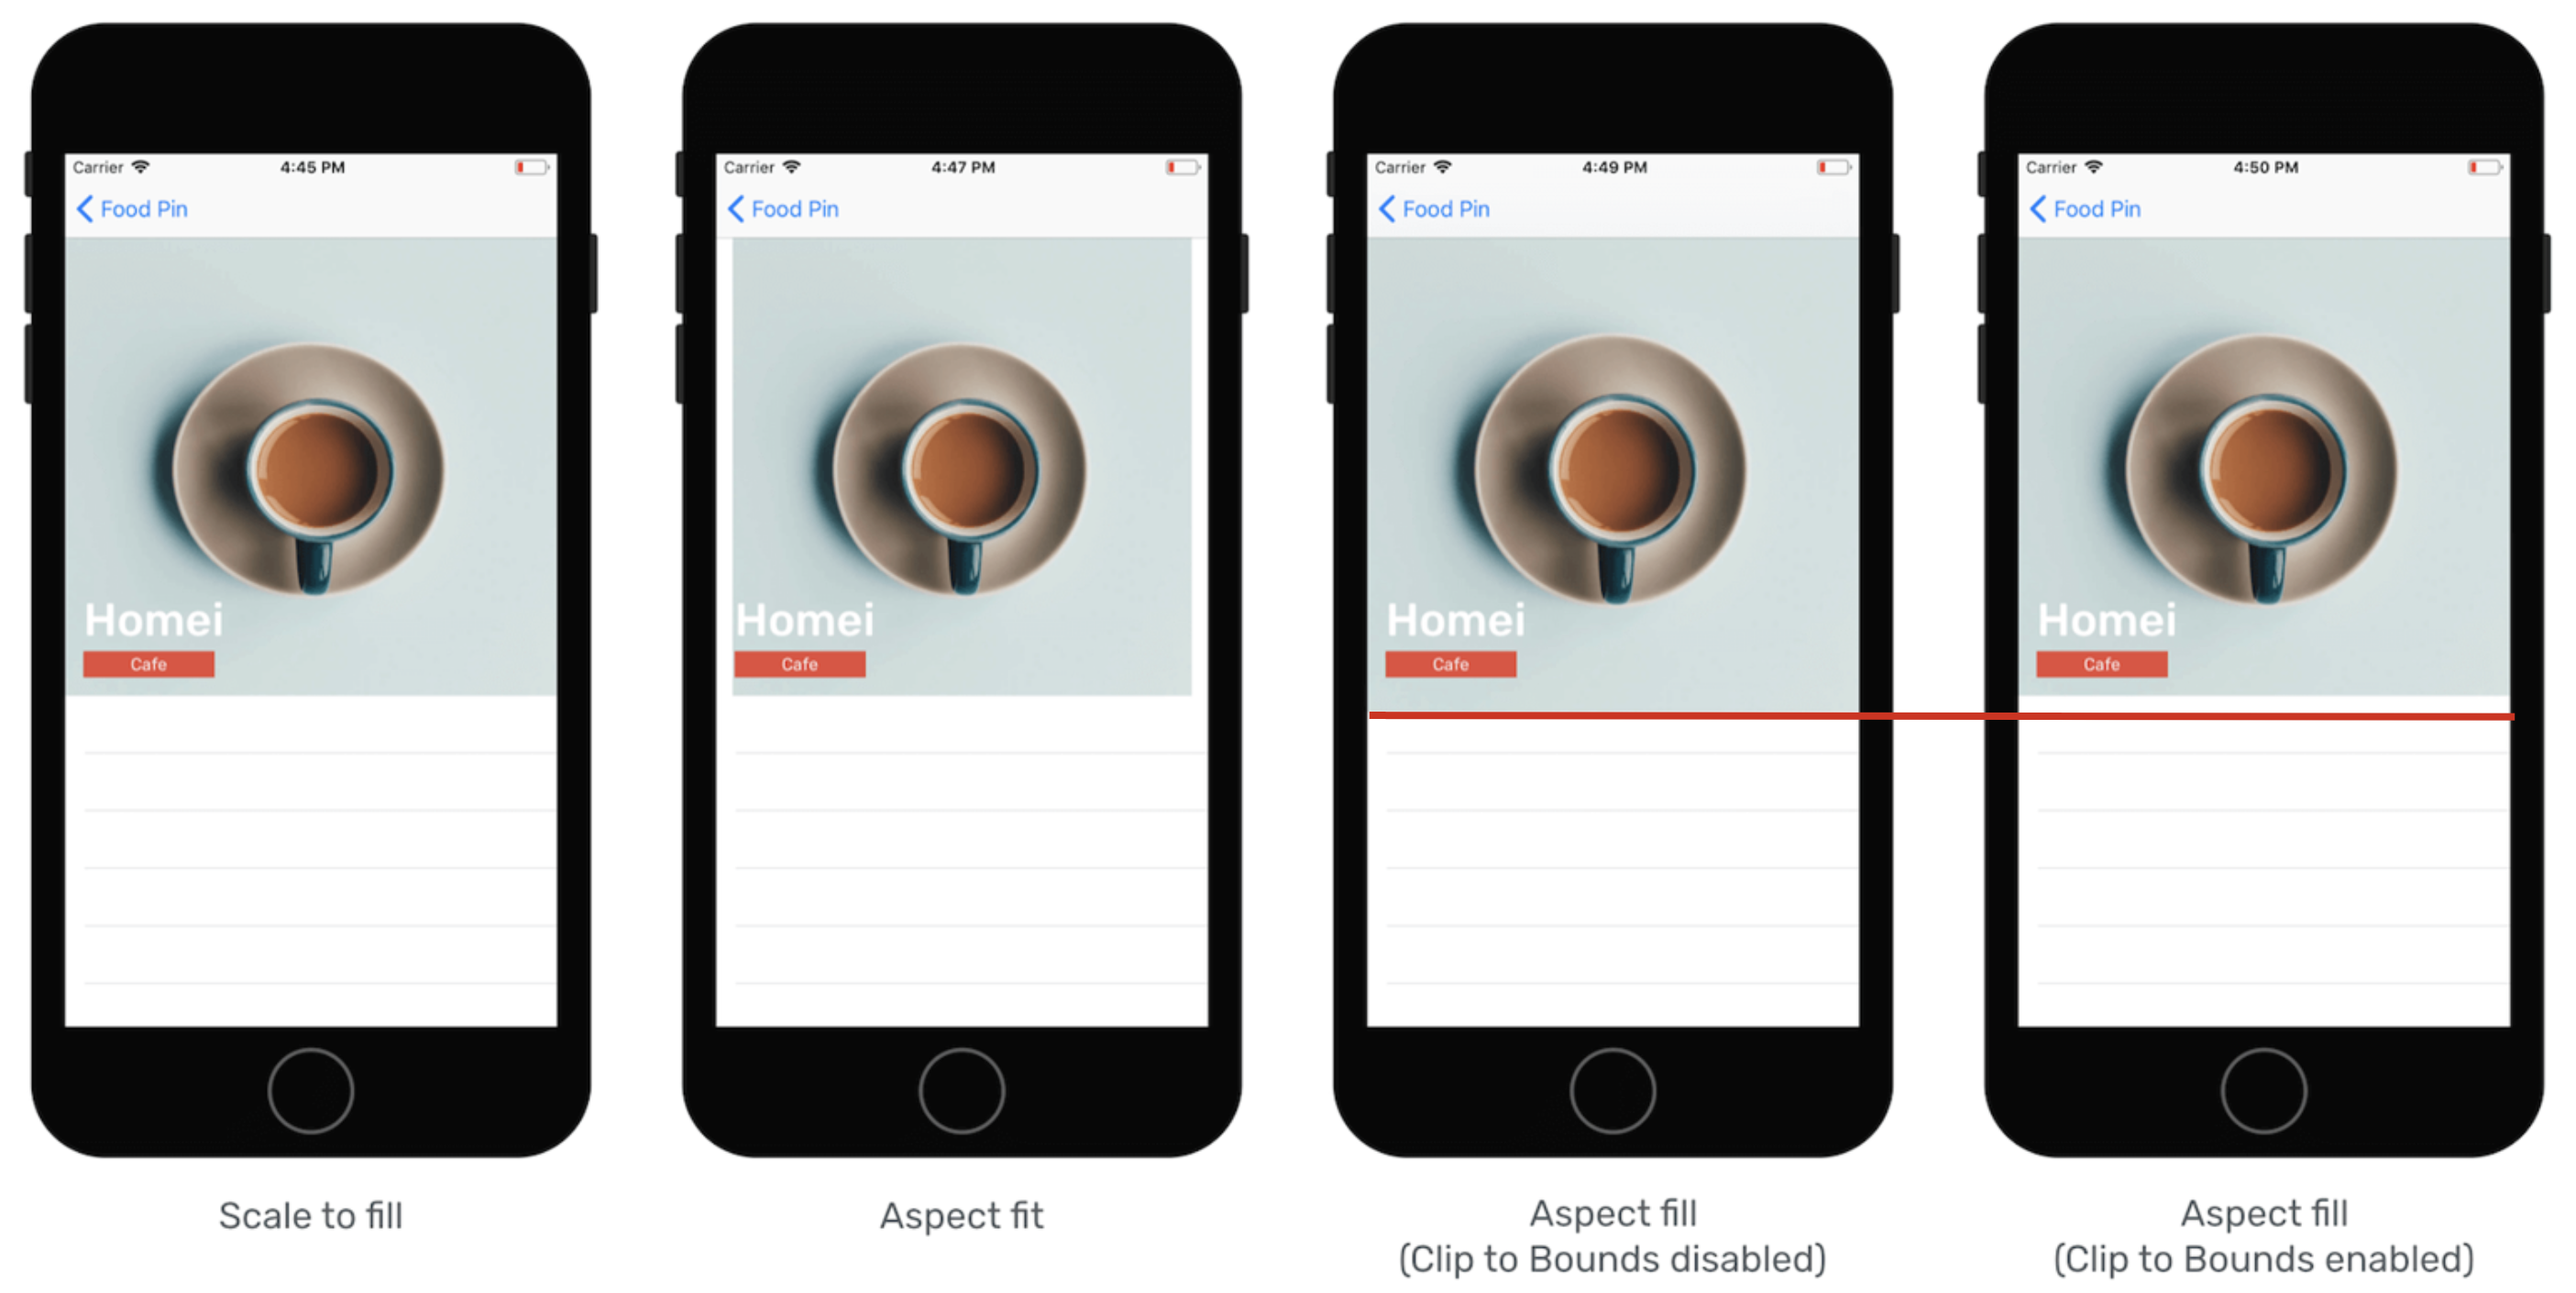 Carrier 4:45 PM
Food Pin
Homei
Cafe
Scale to fill
Carrier 4:47 PM
Food Pin
Homei
Cafe
Aspect fit
Carrier 4:49 PM
Food Pin
Homei
Cafe
Aspect fill
(Clip to Bounds disabled)
Carrier 4:50 PM
Food Pin
Homei
Cafe
Aspect fill
(Clip to Bounds enabled)